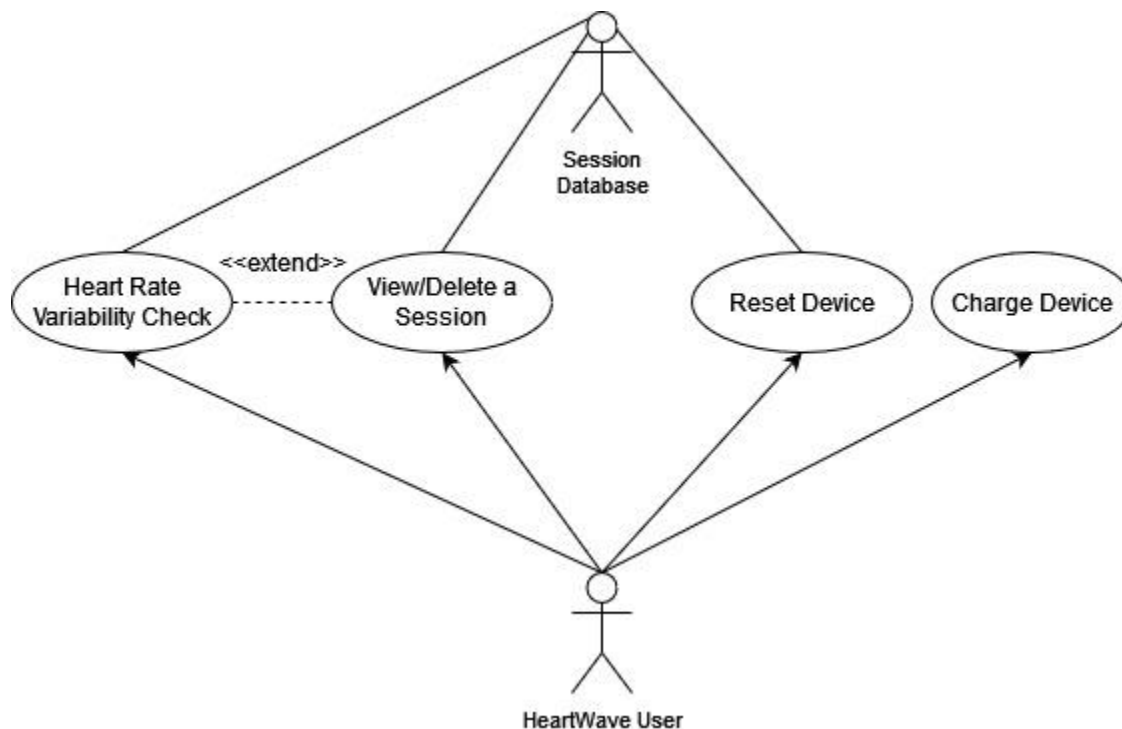 Session
Database
<<extend>>
Heart Rate
Variability Check
View/Delete a
Session
Reset Device
Charge Device
HeartWave User